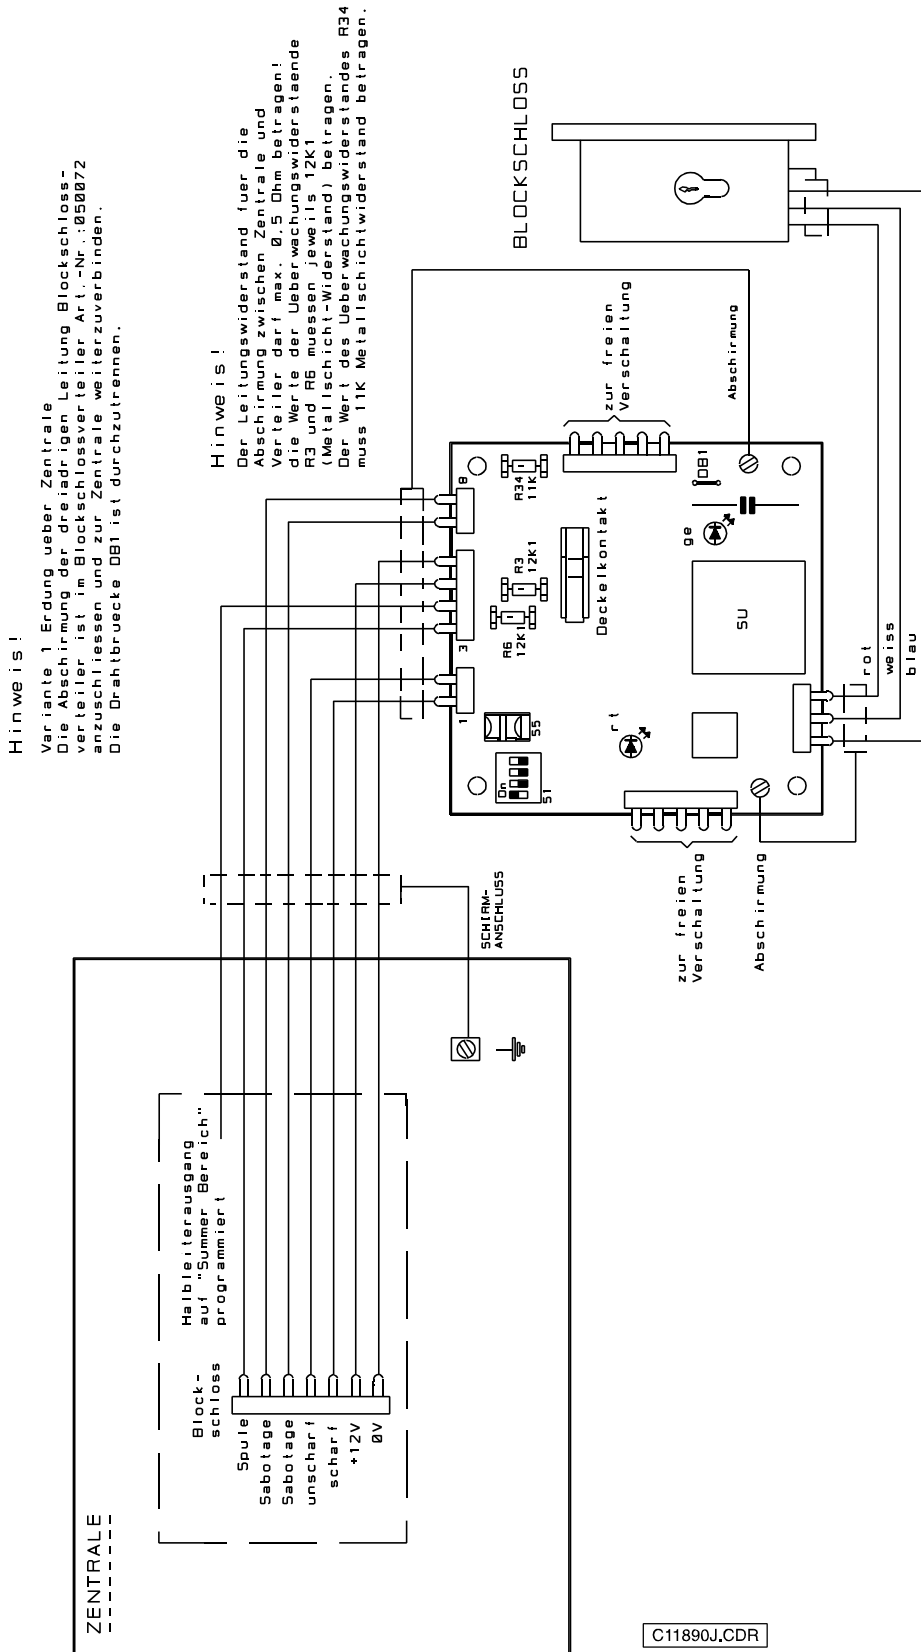 Hinweis!
Variante 1 Erdung ueber Zentrale
Die Abschirmung der dreiadrigen Leitung Blockschloss-
verteiler ist im Blockschlossverteiler Art.-Nr.:050072
anzuschliessen und zur Zentrale weiterzuverbinden.
Die Drahtbruecke DB1 ist durchzutrennen.
Hinweis!
Der Leitungswiderstand fuer die
Abschirmung zwischen Zentrale und
Verteiler darf max. 0.5 Ohm betragen!
die Werte der Ueberwachungswiderstaende
R3 und R6 muessen jeweils 12K1
(Metallschicht-Widerstand) betragen.
Der Wert des Ueberwachungswiderstandes R34
muss 11K Metallschichtwiderstand betragen.
ZENTRALE
Halbleiterausgang
auf "Summer Bereich"
programmiert
Block-
schloss
Spule
Sabotage
Sabotage
unscharf
scharf
+12V
0V
SCHIRM-
ANSCHLUSS
1
3
8
S5
On
S1
R6
12K1
R3
12K1
R34
11K
Deckelkontakt
rt
ge
DB1
SU
zur freien
Verschaltung
Abschirmung
zur freien
Verschaltung
Abschirmung
BLOCKSCHLOSS
rot
weiss
blau
C11890J.CDR